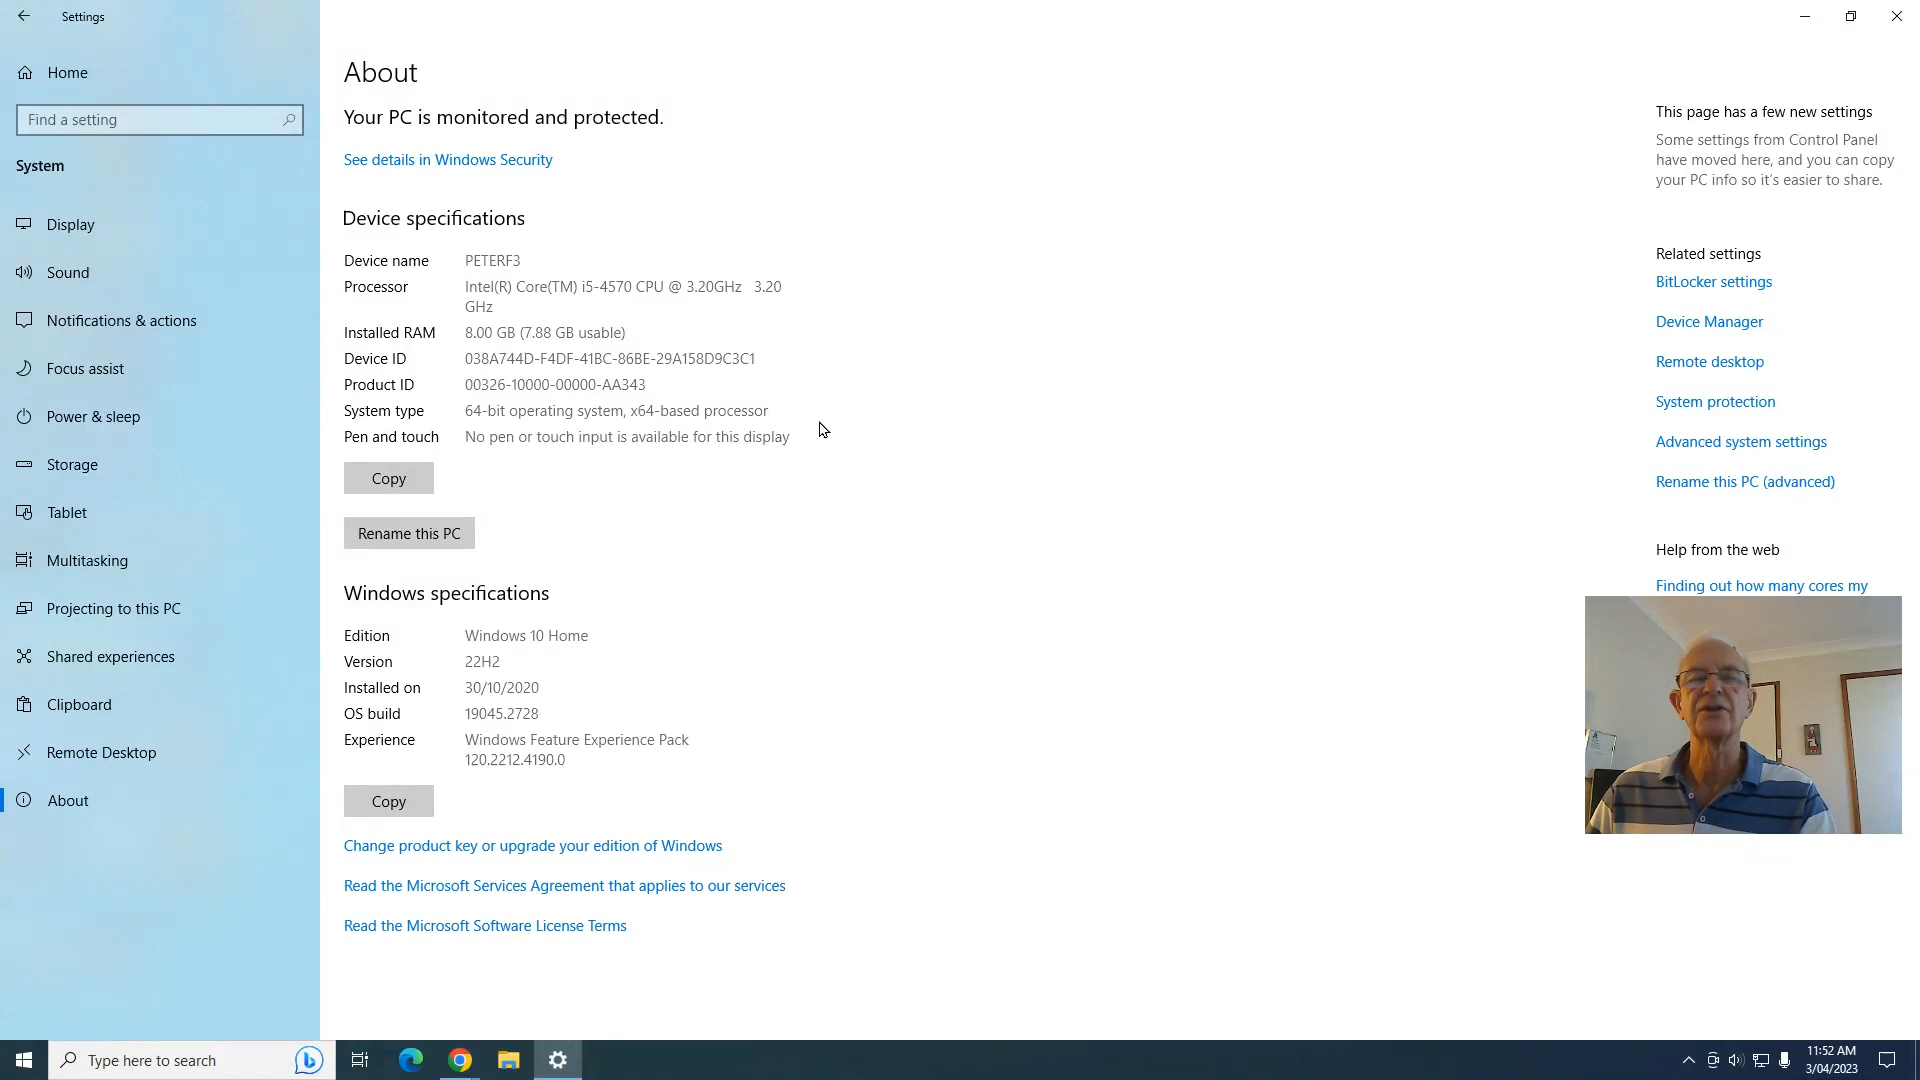 Settings
Home
Find a setting
System
Display
Sound
Notifications & actions
Focus assist
Power & sleep
Storage
Tablet
Multitasking
Projecting to this PC
Shared experiences
Clipboard
Remote Desktop
About
About
Your PC is monitored and protected.
See details in Windows Security
Device specifications
Device name PETERF3
Processor Intel(R) Core(TM) i5-4570 CPU @ 3.20GHz 3.20
GHz
Installed RAM 8.00 GB (7.88 GB usable)
Device ID 038A744D-F4DF-41BC-86BE-29A158D9C3C1
Product ID 00326-10000-00000-AA343
System type 64-bit operating system, x64-based processor
Pen and touch No pen or touch input is available for this display
Copy
Rename this PC
Windows specifications
Edition Windows 10 Home
Version 22H2
Installed on 30/10/2020
OS build 19045.2728
Experience Windows Feature Experience Pack
120.2212.4190.0
Copy
Change product key or upgrade your edition of Windows
Read the Microsoft Services Agreement that applies to our services
Read the Microsoft Software License Terms
This page has a few new settings
Some settings from Control Panel
have moved here, and you can copy
your PC info so it's easier to share.
Related settings
BitLocker settings
Device Manager
Remote desktop
System protection
Advanced system settings
Rename this PC (advanced)
Help from the web
Finding out how many cores my
Type here to search
11:52 AM
3/04/2023